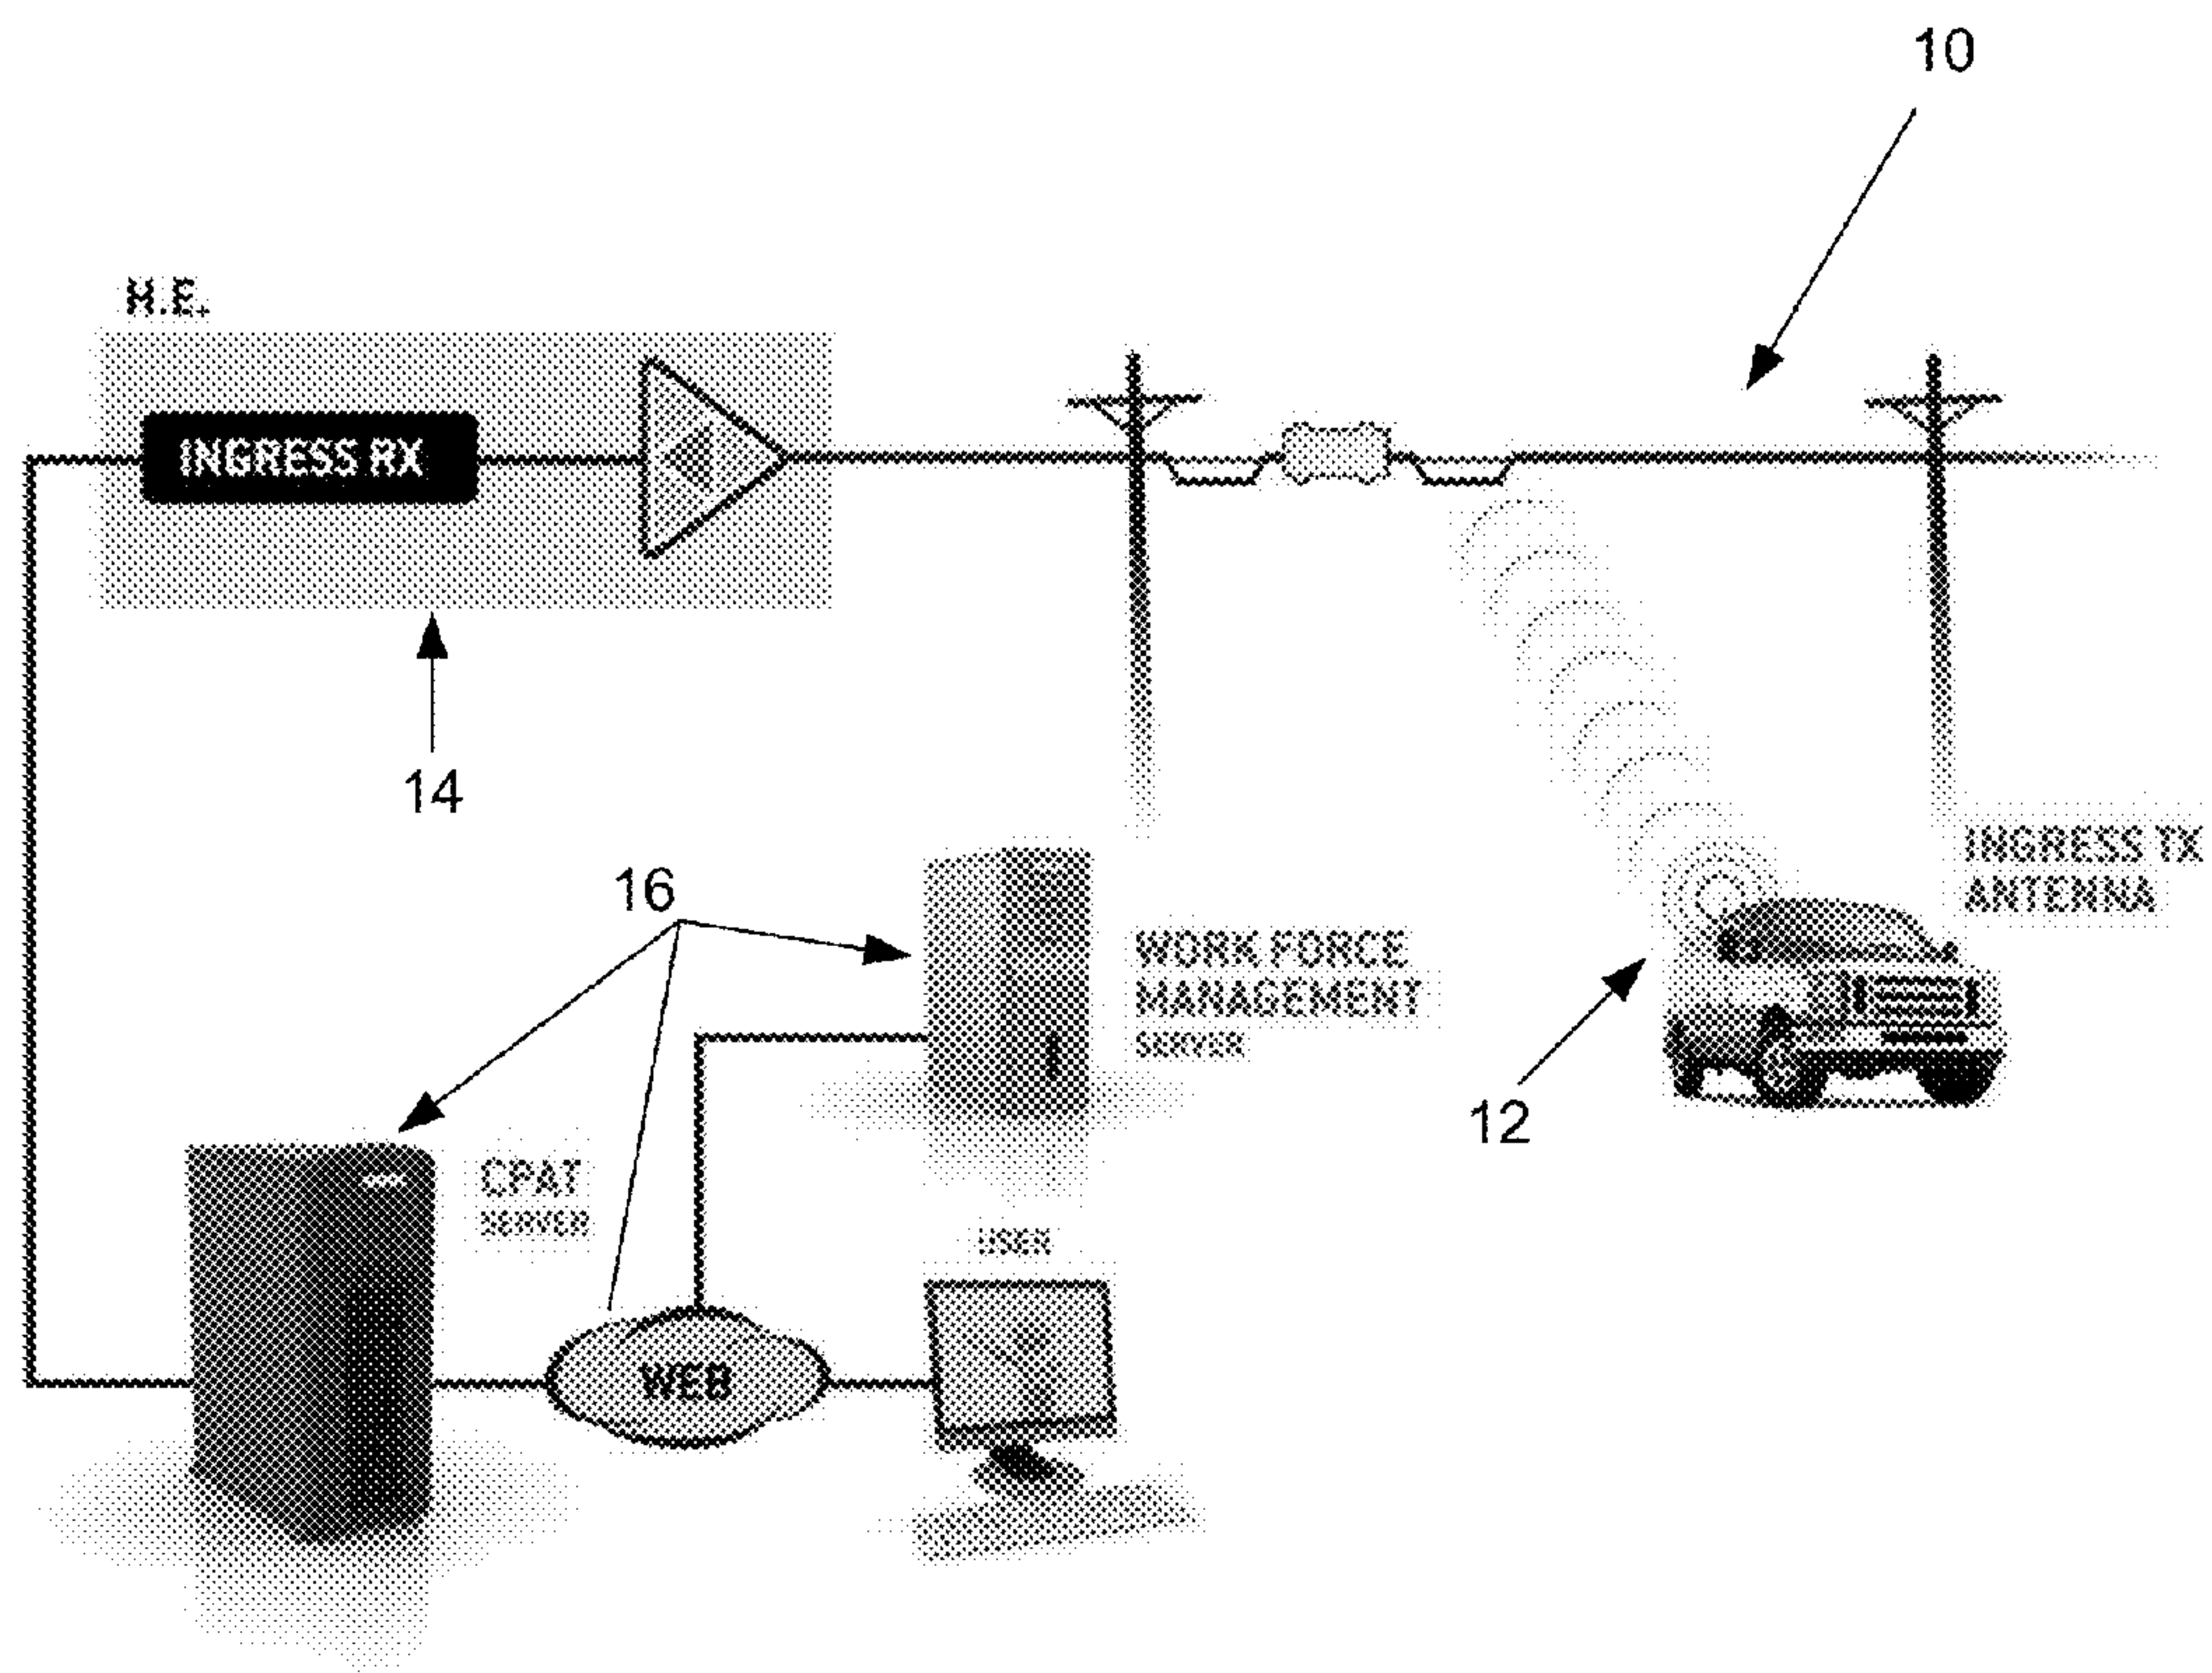 10
H.E.
INGRESS RX
14
INGRESS TX
ANTENNA
16
WORK FORCE
MANAGEMENT
SERVER
12
CPAT
SERVER
USER
WEB